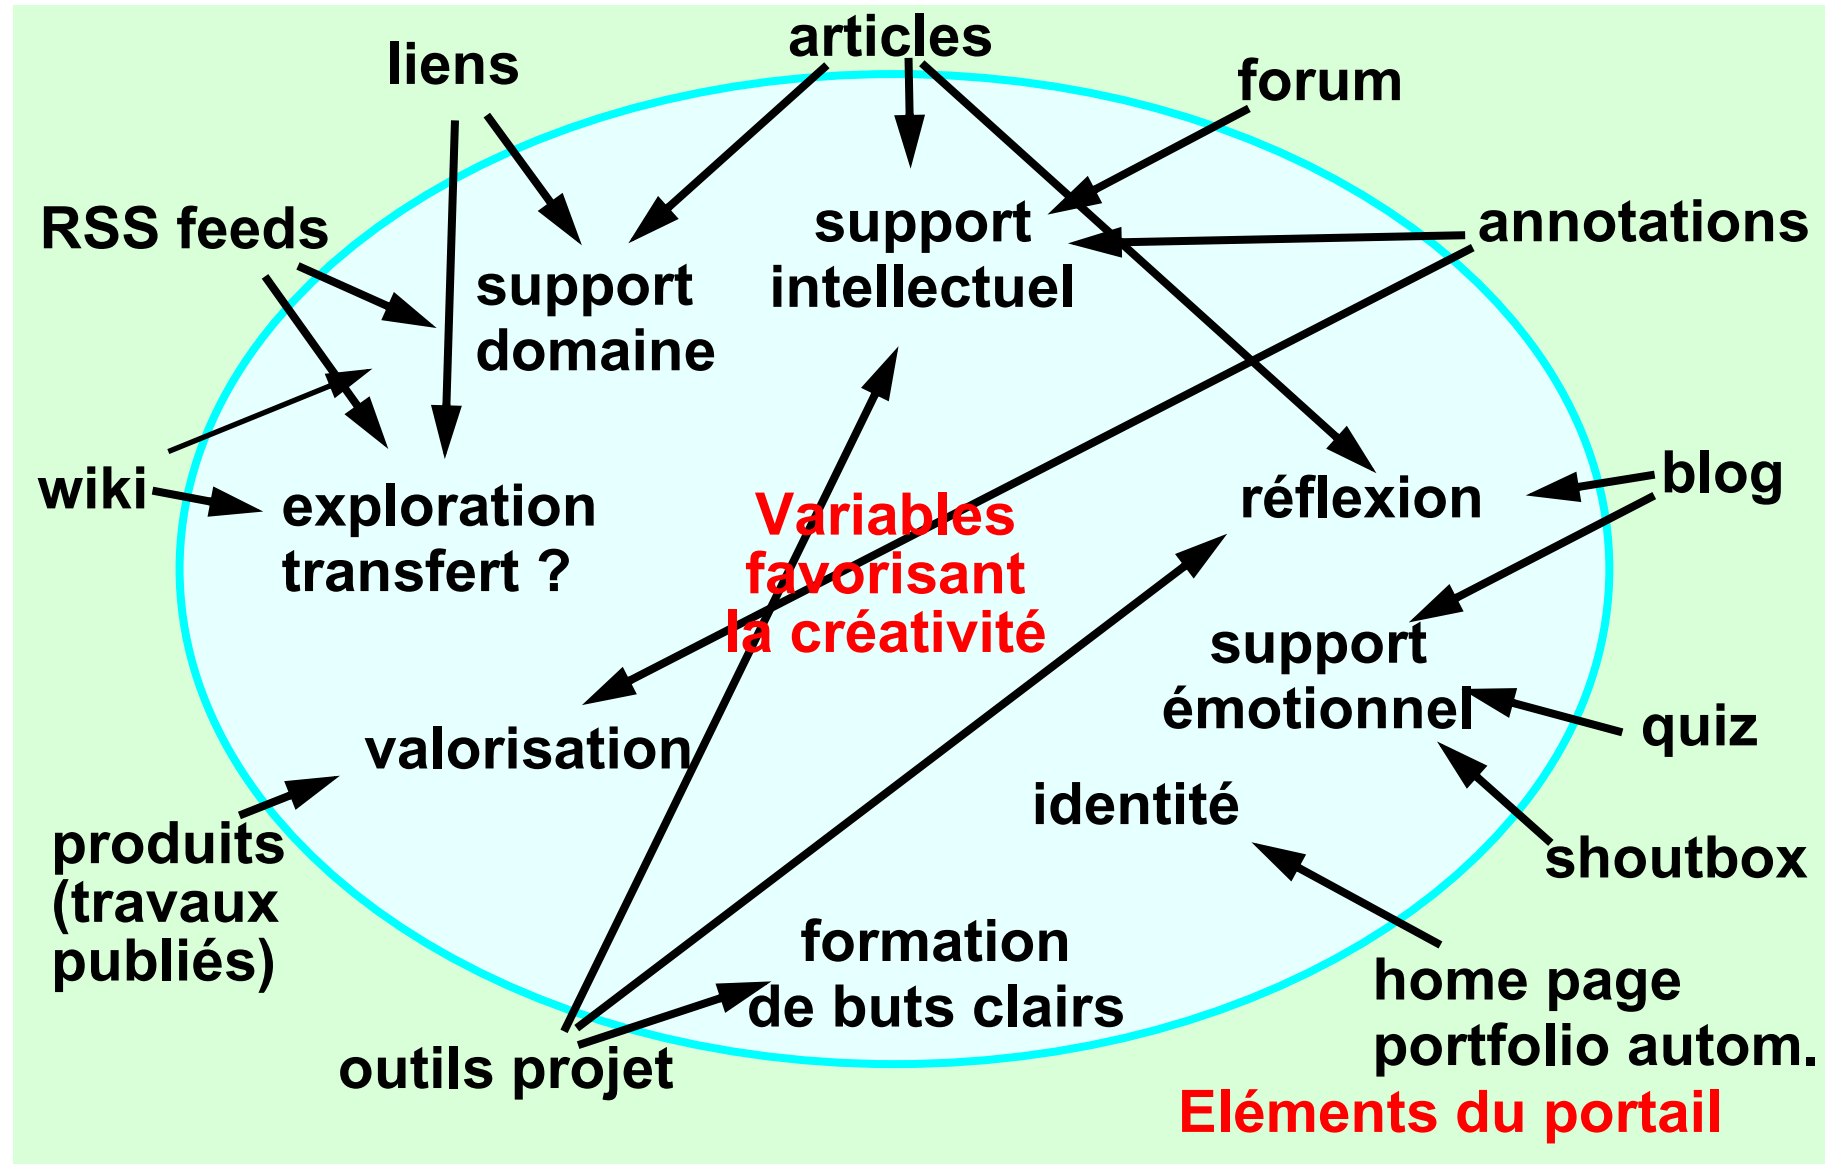 articles
liens
forum
RSS feeds
support
intellectuel
annotations
support
domaine
wiki
exploration
transfert ?
Variables
favorisant
la créativité
réflexion
blog
support
émotionnel
quiz
valorisation
identité
produits
(travaux
publiés)
shoutbox
formation
de buts clairs
home page
portfolio autom.
outils projet
Eléments du portail